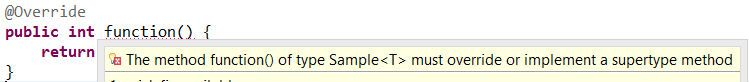 @Override
public int function() {
return
The method function() of type Sample<T> must override or implement a supertype method
}